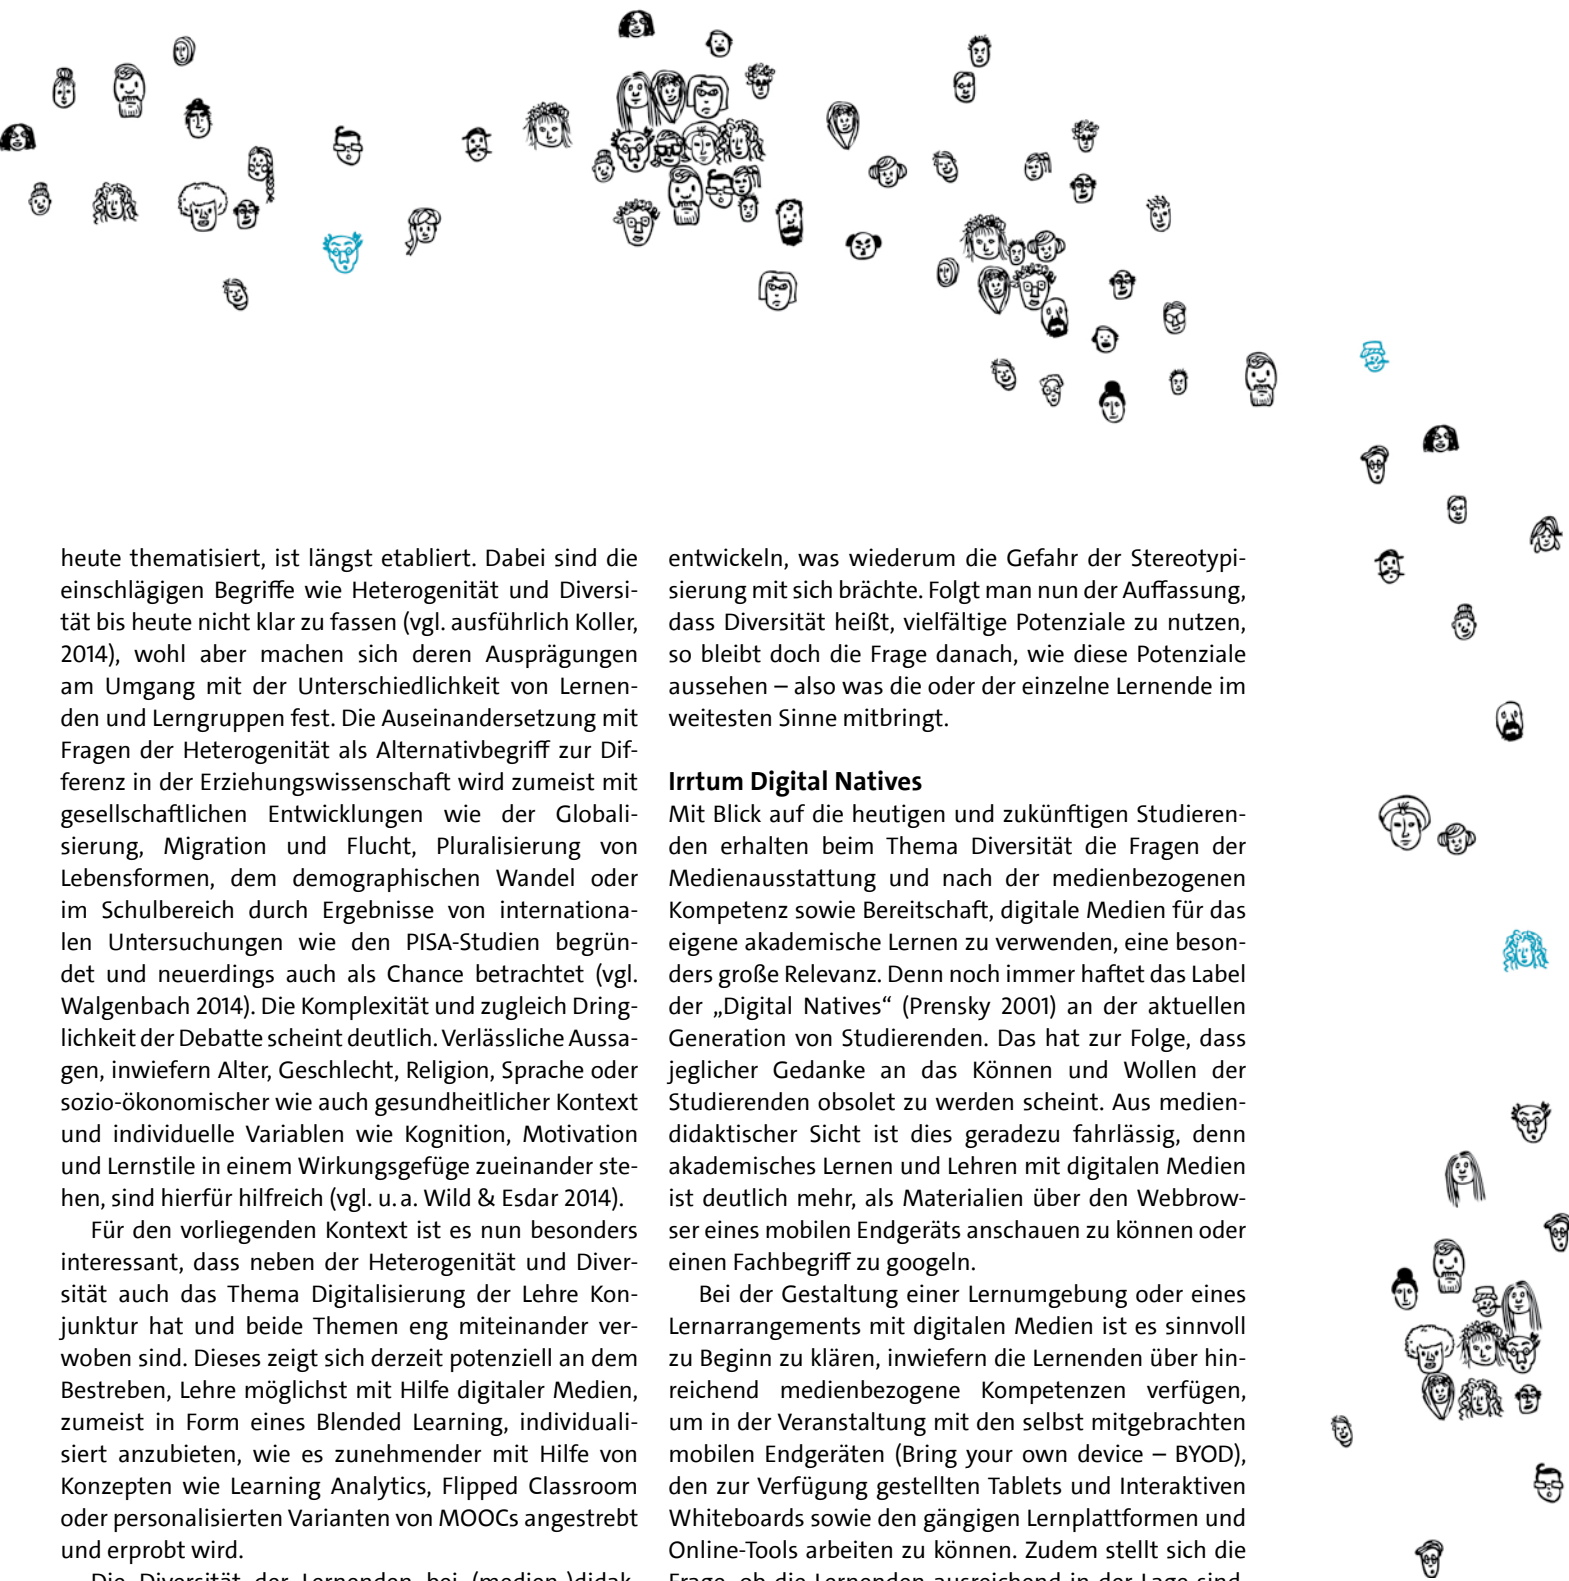 heute thematisiert, ist längst etabliert. Dabei sind die
einschlägigen Begriffe wie Heterogenität und Diversi-
tät bis heute nicht klar zu fassen (vgl. ausführlich Koller,
2014), wohl aber machen sich deren Ausprägungen
am Umgang mit der Unterschiedlichkeit von Lernen-
den und Lerngruppen fest. Die Auseinandersetzung mit
Fragen der Heterogenität als Alternativbegriff zur Dif-
ferenz in der Erziehungswissenschaft wird zumeist mit
gesellschaftlichen Entwicklungen wie der Globali-
sierung, Migration und Flucht, Pluralisierung von
Lebensformen, dem demographischen Wandel oder
im Schulbereich durch Ergebnisse von internationa-
len Untersuchungen wie den PISA-Studien begrün-
det und neuerdings auch als Chance betrachtet (vgl.
Walgenbach 2014). Die Komplexität und zugleich Dring-
lichkeit der Debatte scheint deutlich. Verlässliche Aussa-
gen, inwiefern Alter, Geschlecht, Religion, Sprache oder
sozio-ökonomischer wie auch gesundheitlicher Kontext
und individuelle Variablen wie Kognition, Motivation
und Lernstile in einem Wirkungsgefüge zueinander ste-
hen, sind hierfür hilfreich (vgl. u. a. Wild & Esdar 2014).
Für den vorliegenden Kontext ist es nun besonders
interessant, dass neben der Heterogenität und Diver-
sität auch das Thema Digitalisierung der Lehre Kon-
junktur hat und beide Themen eng miteinander ver-
woben sind. Dieses zeigt sich derzeit potenziell an dem
Bestreben, Lehre möglichst mit Hilfe digitaler Medien,
zumeist in Form eines Blended Learning, individuali-
siert anzubieten, wie es zunehmender mit Hilfe von
Konzepten wie Learning Analytics, Flipped Classroom
oder personalisierten Varianten von MOOCs angestrebt
und erprobt wird.
Die Diversität der Lernenden bei (medien-)didak-
entwickeln, was wiederum die Gefahr der Stereotypi-
sierung mit sich brächte. Folgt man nun der Auffassung,
dass Diversität heißt, vielfältige Potenziale zu nutzen,
so bleibt doch die Frage danach, wie diese Potenziale
aussehen – also was die oder der einzelne Lernende im
weitesten Sinne mitbringt.
Irrtum Digital Natives
Mit Blick auf die heutigen und zukünftigen Studieren-
den erhalten beim Thema Diversität die Fragen der
Medienausstattung und nach der medienbezogenen
Kompetenz sowie Bereitschaft, digitale Medien für das
eigene akademische Lernen zu verwenden, eine beson-
ders große Relevanz. Denn noch immer haftet das Label
der „Digital Natives“ (Prensky 2001) an der aktuellen
Generation von Studierenden. Das hat zur Folge, dass
jeglicher Gedanke an das Können und Wollen der
Studierenden obsolet zu werden scheint. Aus medien-
didaktischer Sicht ist dies geradezu fahrlässig, denn
akademisches Lernen und Lehren mit digitalen Medien
ist deutlich mehr, als Materialien über den Webbrow-
ser eines mobilen Endgeräts anschauen zu können oder
einen Fachbegriff zu googeln.
Bei der Gestaltung einer Lernumgebung oder eines
Lernarrangements mit digitalen Medien ist es sinnvoll
zu Beginn zu klären, inwiefern die Lernenden über hin-
reichend medienbezogene Kompetenzen verfügen,
um in der Veranstaltung mit den selbst mitgebrachten
mobilen Endgeräten (Bring your own device – BYOD),
den zur Verfügung gestellten Tablets und Interaktiven
Whiteboards sowie den gängigen Lernplattformen und
Online-Tools arbeiten zu können. Zudem stellt sich die
Frage, ob die Lernenden ausreichend in der Lage sind,